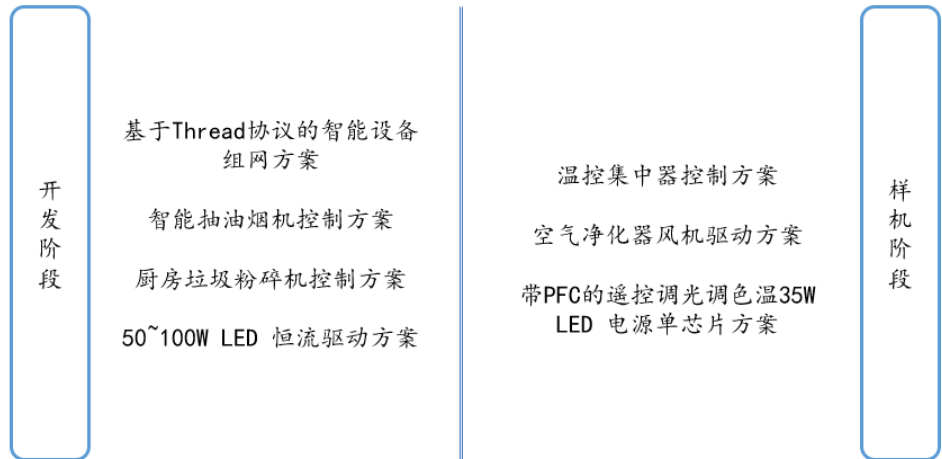 开发阶段
基于Thread协议的智能设备
组网方案
智能抽油烟机控制方案
厨房垃圾粉碎机控制方案
50~100W LED 恒流驱动方案
温控集中器控制方案
空气净化器风机驱动方案
带PFC的遥控调光调色温35W
LED 电源单芯片方案
样机阶段